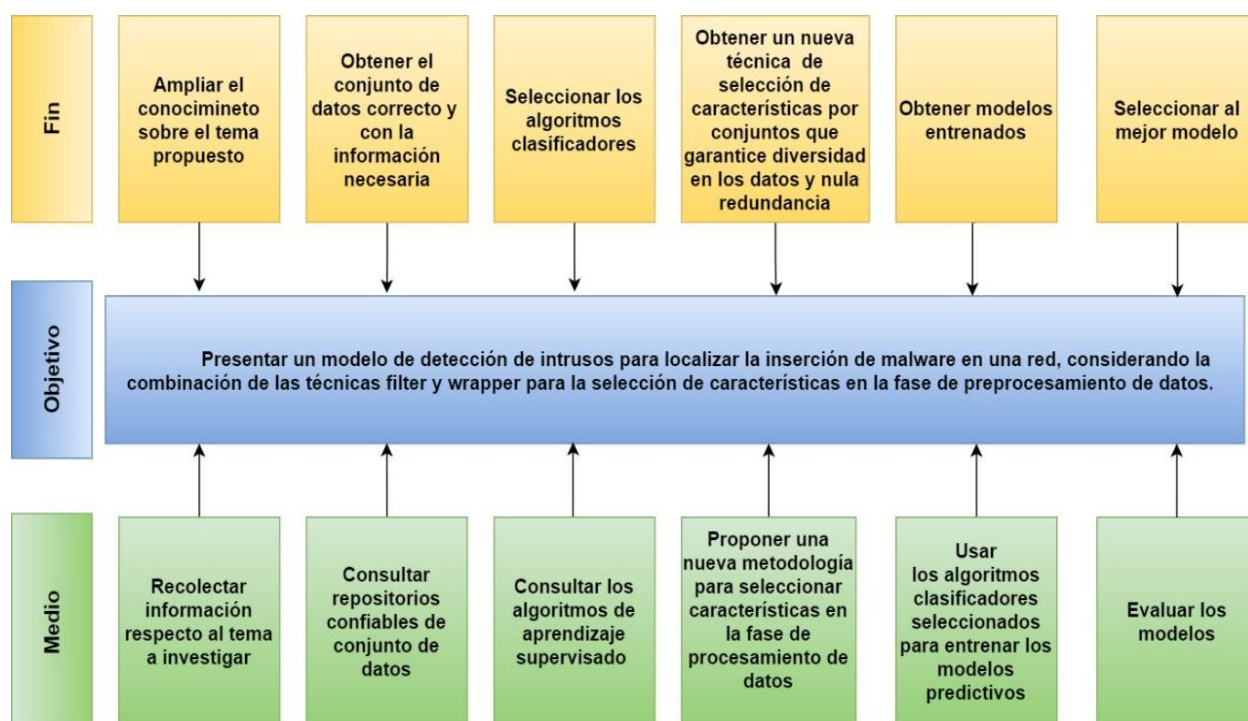 Fin
Ampliar el
conocimineto
sobre el tema
propuesto
Obtener el
conjunto de
datos correcto y
con la
información
necesaria
Seleccionar los
algoritmos
clasificadores
Obtener un nueva
técnica de
selección de
características por
conjuntos que
garantice diversidad
en los datos y nula
redundancia
Obtener modelos
entrenados
Seleccionar al
mejor modelo
Objetivo
Presentar un modelo de detección de intrusos para localizar la inserción de malware en una red, considerando la
combinación de las técnicas filter y wrapper para la selección de características en la fase de preprocesamiento de datos.
Medio
Recolectar
información
respecto al tema
a investigar
Consultar
repositorios
confiables de
conjunto de
datos
Consultar los
algoritmos de
aprendizaje
supervisado
Proponer una
nueva metodología
para seleccionar
características en
la fase de
procesamiento de
datos
Usar
los algoritmos
clasificadores
seleccionados
para entrenar los
modelos
predictivos
Evaluar los
modelos